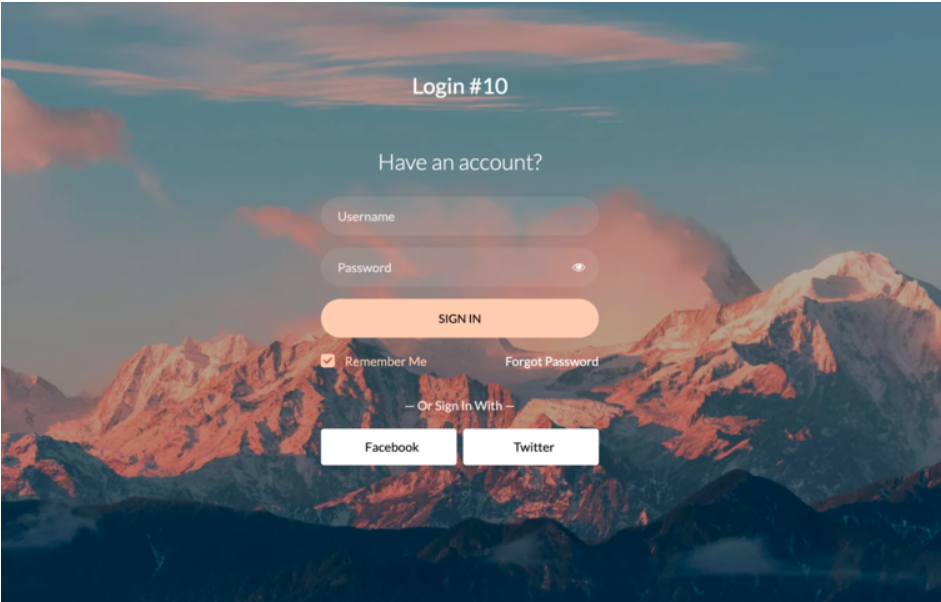 Login #10
Have an account?
Username
Password
SIGN IN
Remember Me Forgot Password
— Or Sign In With —
Facebook Twitter